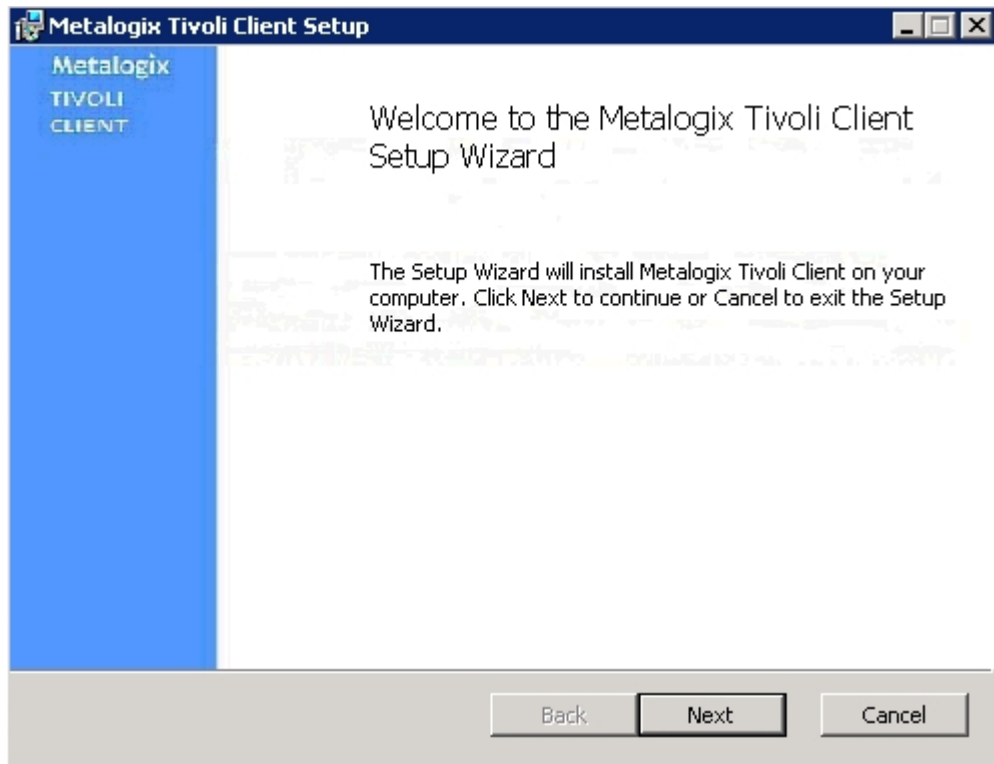 Metalogix Tivoli Client Setup
Metalogix
TIVOLI
CLIENT
Welcome to the Metalogix Tivoli Client
Setup Wizard
The Setup Wizard will install Metalogix Tivoli Client on your
computer. Click Next to continue or Cancel to exit the Setup
Wizard.
Back Next Cancel